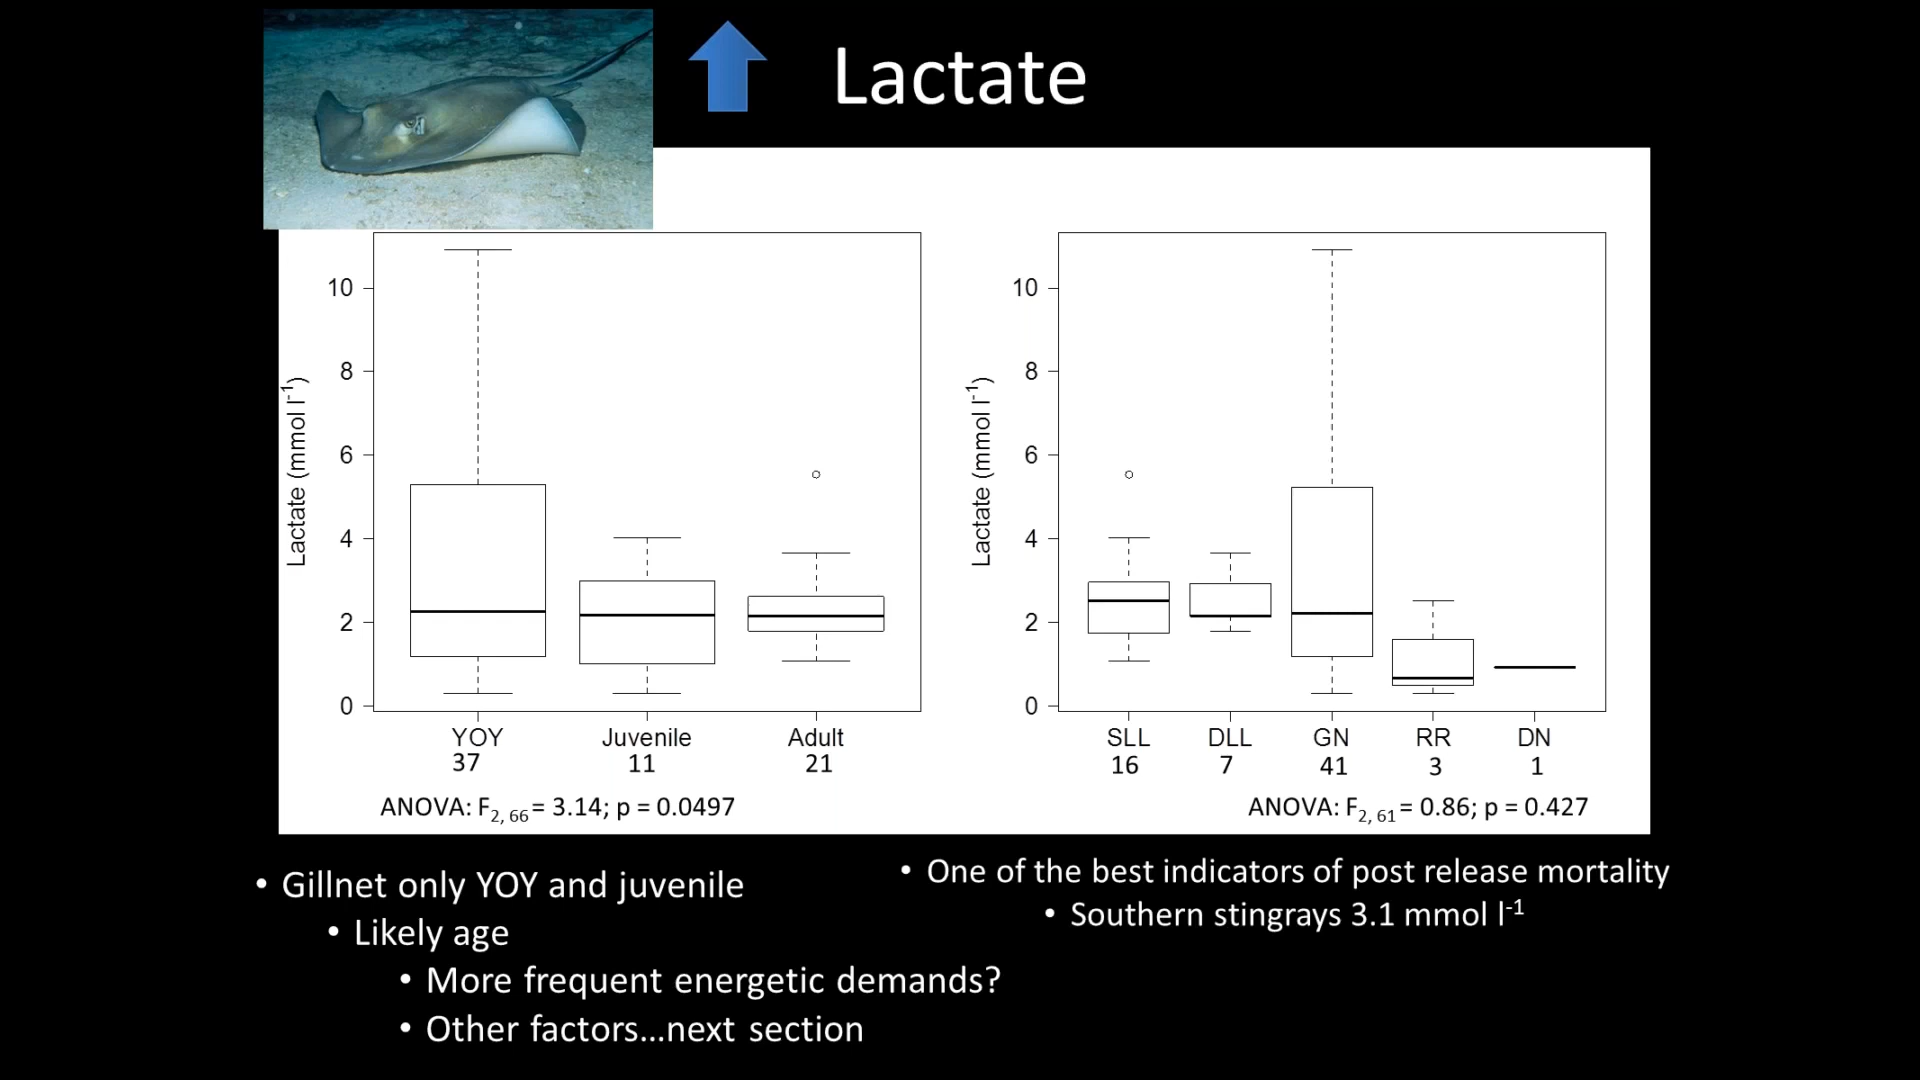 Lactate
Lactate (mmol l-1)
10
8
6
4
2
0
YOY Juvenile Adult
37 11 21
ANOVA: F2, 66 = 3.14; p = 0.0497
Lactate (mmol l-1)
10
8
6
4
2
0
SLL DLL GN RR DN
16 7 41 3 1
ANOVA: F2, 61 = 0.86; p = 0.427
• Gillnet only YOY and juvenile
• Likely age
• More frequent energetic demands?
• Other factors...next section
• One of the best indicators of post release mortality
• Southern stingrays 3.1 mmol l-1